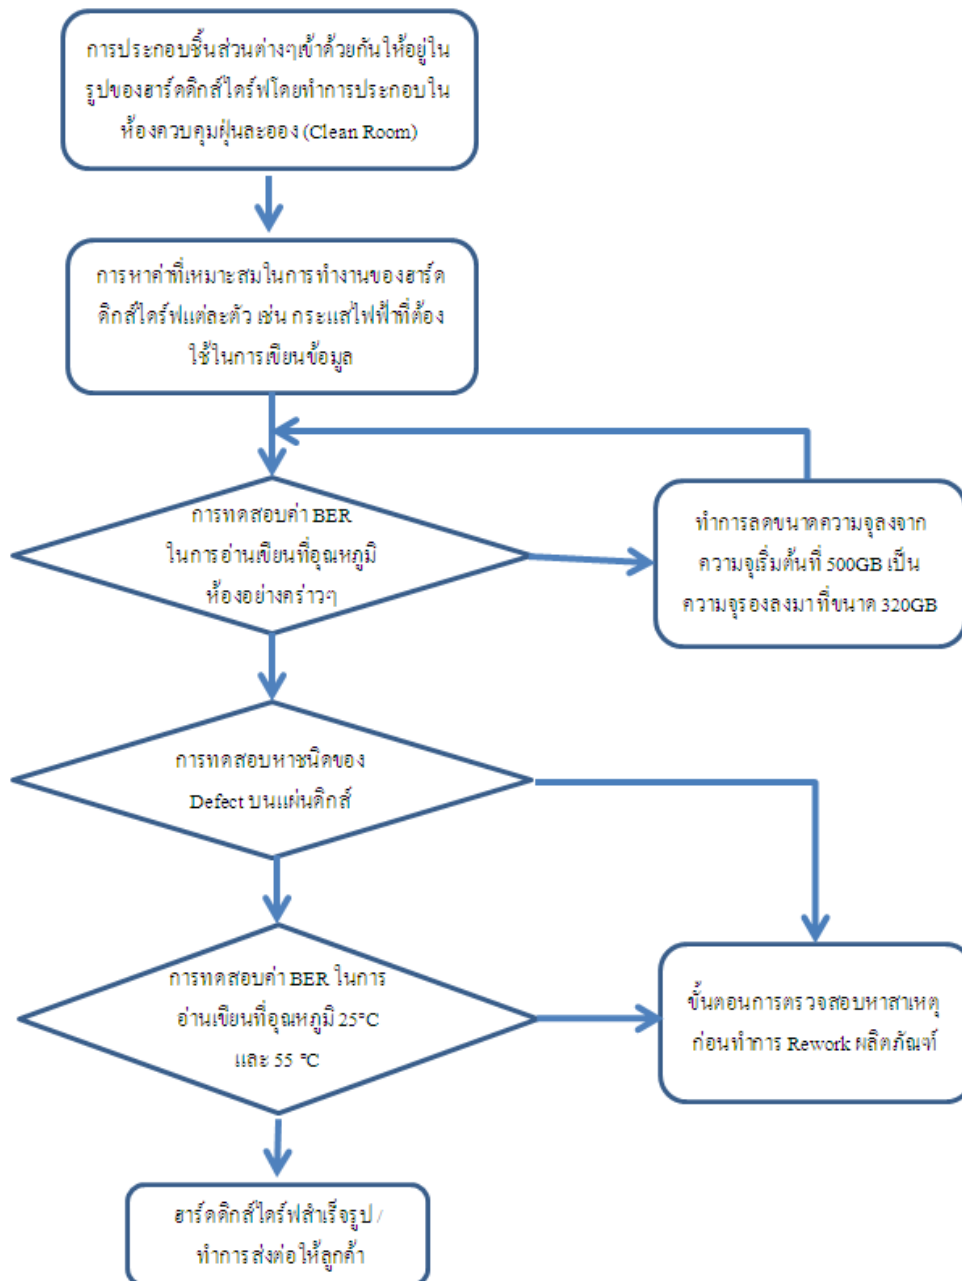 การประกอบชิ้นส่วนต่างๆเข้าด้วยกันให้อยู่ใน
รูปของฮาร์ดดิกส์ไดร์ฟโดยทำการประกอบใน
ห้องควบคุมฝุ่นละออง (Clean Room)
การหาค่าที่เหมาะสมในการทำงานของฮาร์ด
ดิกส์ไดร์ฟแต่ละตัว เช่น กระแสไฟฟ้าที่ต้อง
ใช้ในการเขียนข้อมูล
การทดสอบค่า BER
ในการอ่านเขียนที่อุณหภูมิ
ห้องอย่างคร่าวๆ
ทำการลดขนาดความจุลงจาก
ความจุเริ่มต้นที่ 500GB เป็น
ความจุรองลงมา ที่ขนาด 320GB
การทดสอบหาชนิดของ
Defect บนแผ่นดิกส์
การทดสอบค่า BER ในการ
อ่านเขียนที่อุณหภูมิ 25°C
และ 55 °C
ขั้นตอนการตรวจสอบหาสาเหตุ
ก่อนทำการ Rework ผลิตภัณฑ์
ฮาร์ดดิกส์ไดร์ฟสำเร็จรูป /
ทำการส่งต่อให้ลูกค้า